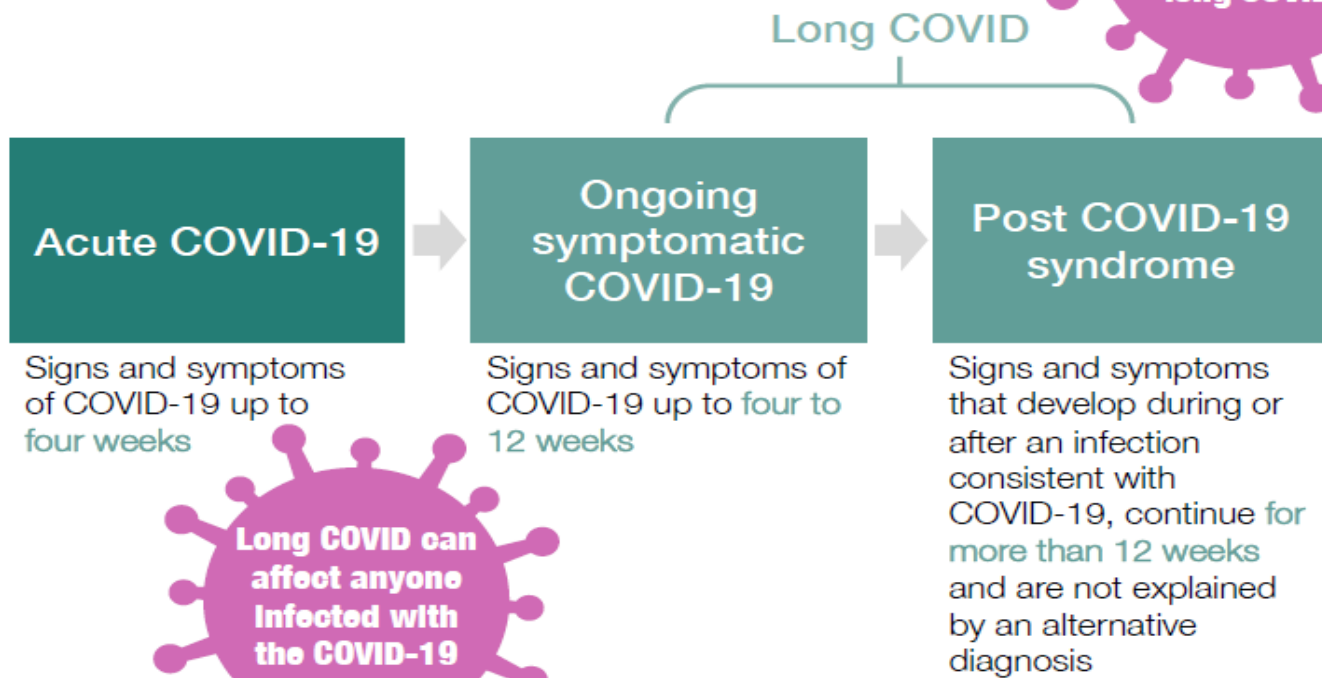 long COVID
Long COVID
Acute COVID-19
Ongoing
symptomatic
COVID-19
Post COVID-19
syndrome
Signs and symptoms
of COVID-19 up to
four weeks
Signs and symptoms of
COVID-19 up to four to
12 weeks
Signs and symptoms
that develop during or
after an infection
consistent with
COVID-19, continue for
more than 12 weeks
and are not explained
by an alternative
diagnosis
Long COVID can
affect anyone
infected with
the COVID-19